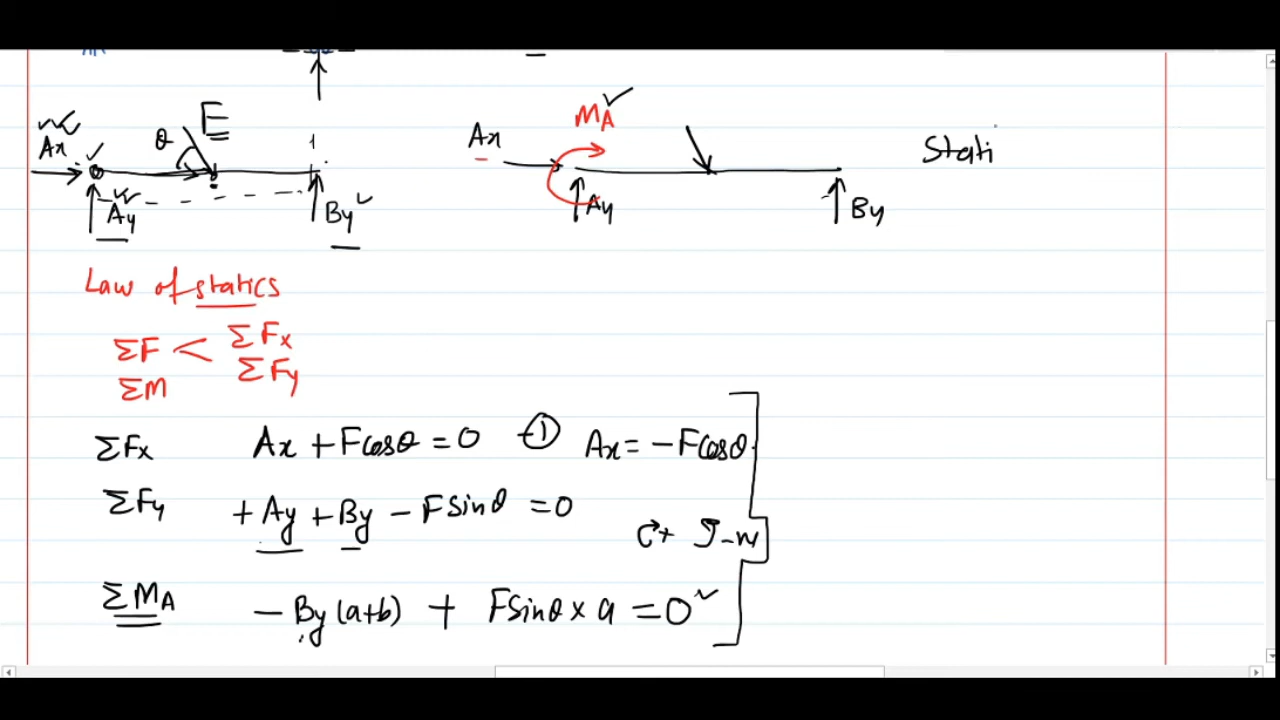 Ax θ F
Ay By
Ax MA Ay By
Stati
Law of statics
ΣF < ΣFx
ΣFy
ΣM
ΣFx Ax + Fcosθ = 0 -① Ax = -Fcosθ
ΣFy + Ay + By - Fsinθ = 0
ΣMA - By (a+b) + Fsinθ × a = 0